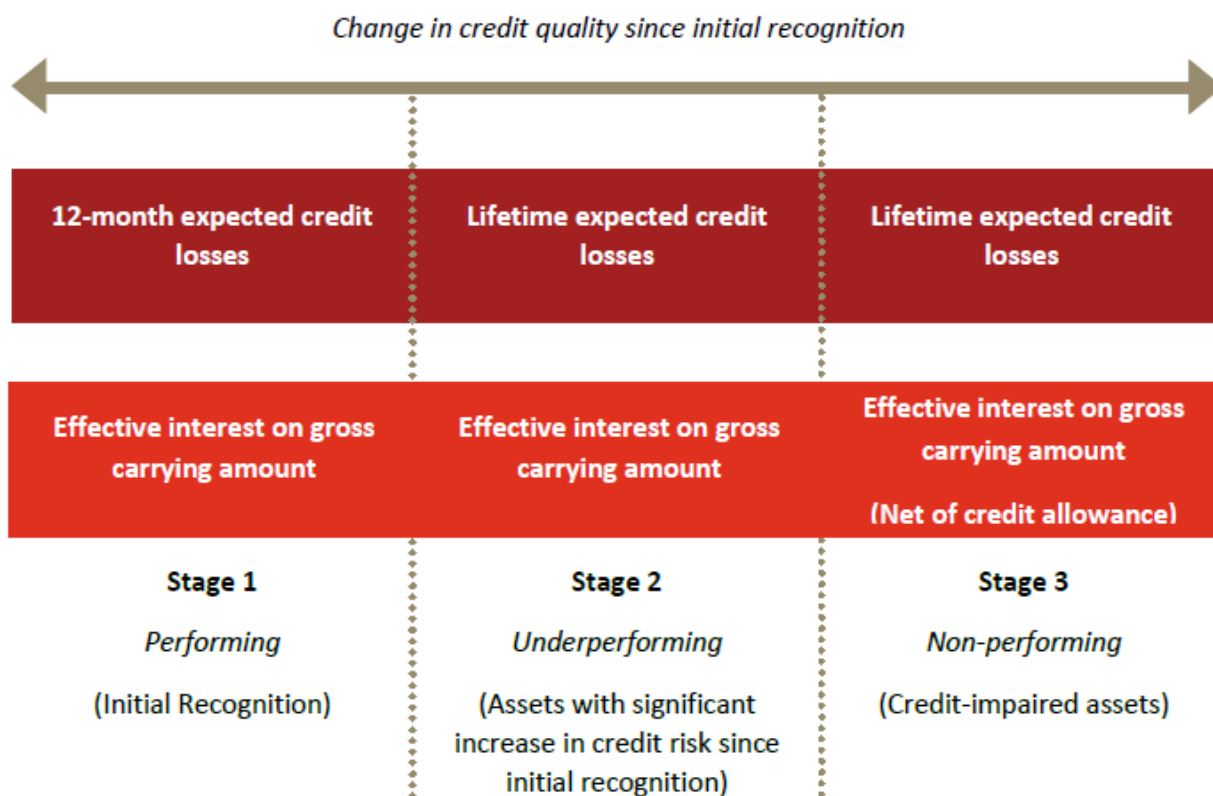 Change in credit quality since initial recognition
12-month expected credit
losses
Lifetime expected credit
losses
Lifetime expected credit
losses
Effective interest on gross
carrying amount
Effective interest on gross
carrying amount
Effective interest on gross
carrying amount
(Net of credit allowance)
Stage 1
Performing
(Initial Recognition)
Stage 2
Underperforming
(Assets with significant
increase in credit risk since
initial recognition)
Stage 3
Non-performing
(Credit-impaired assets)